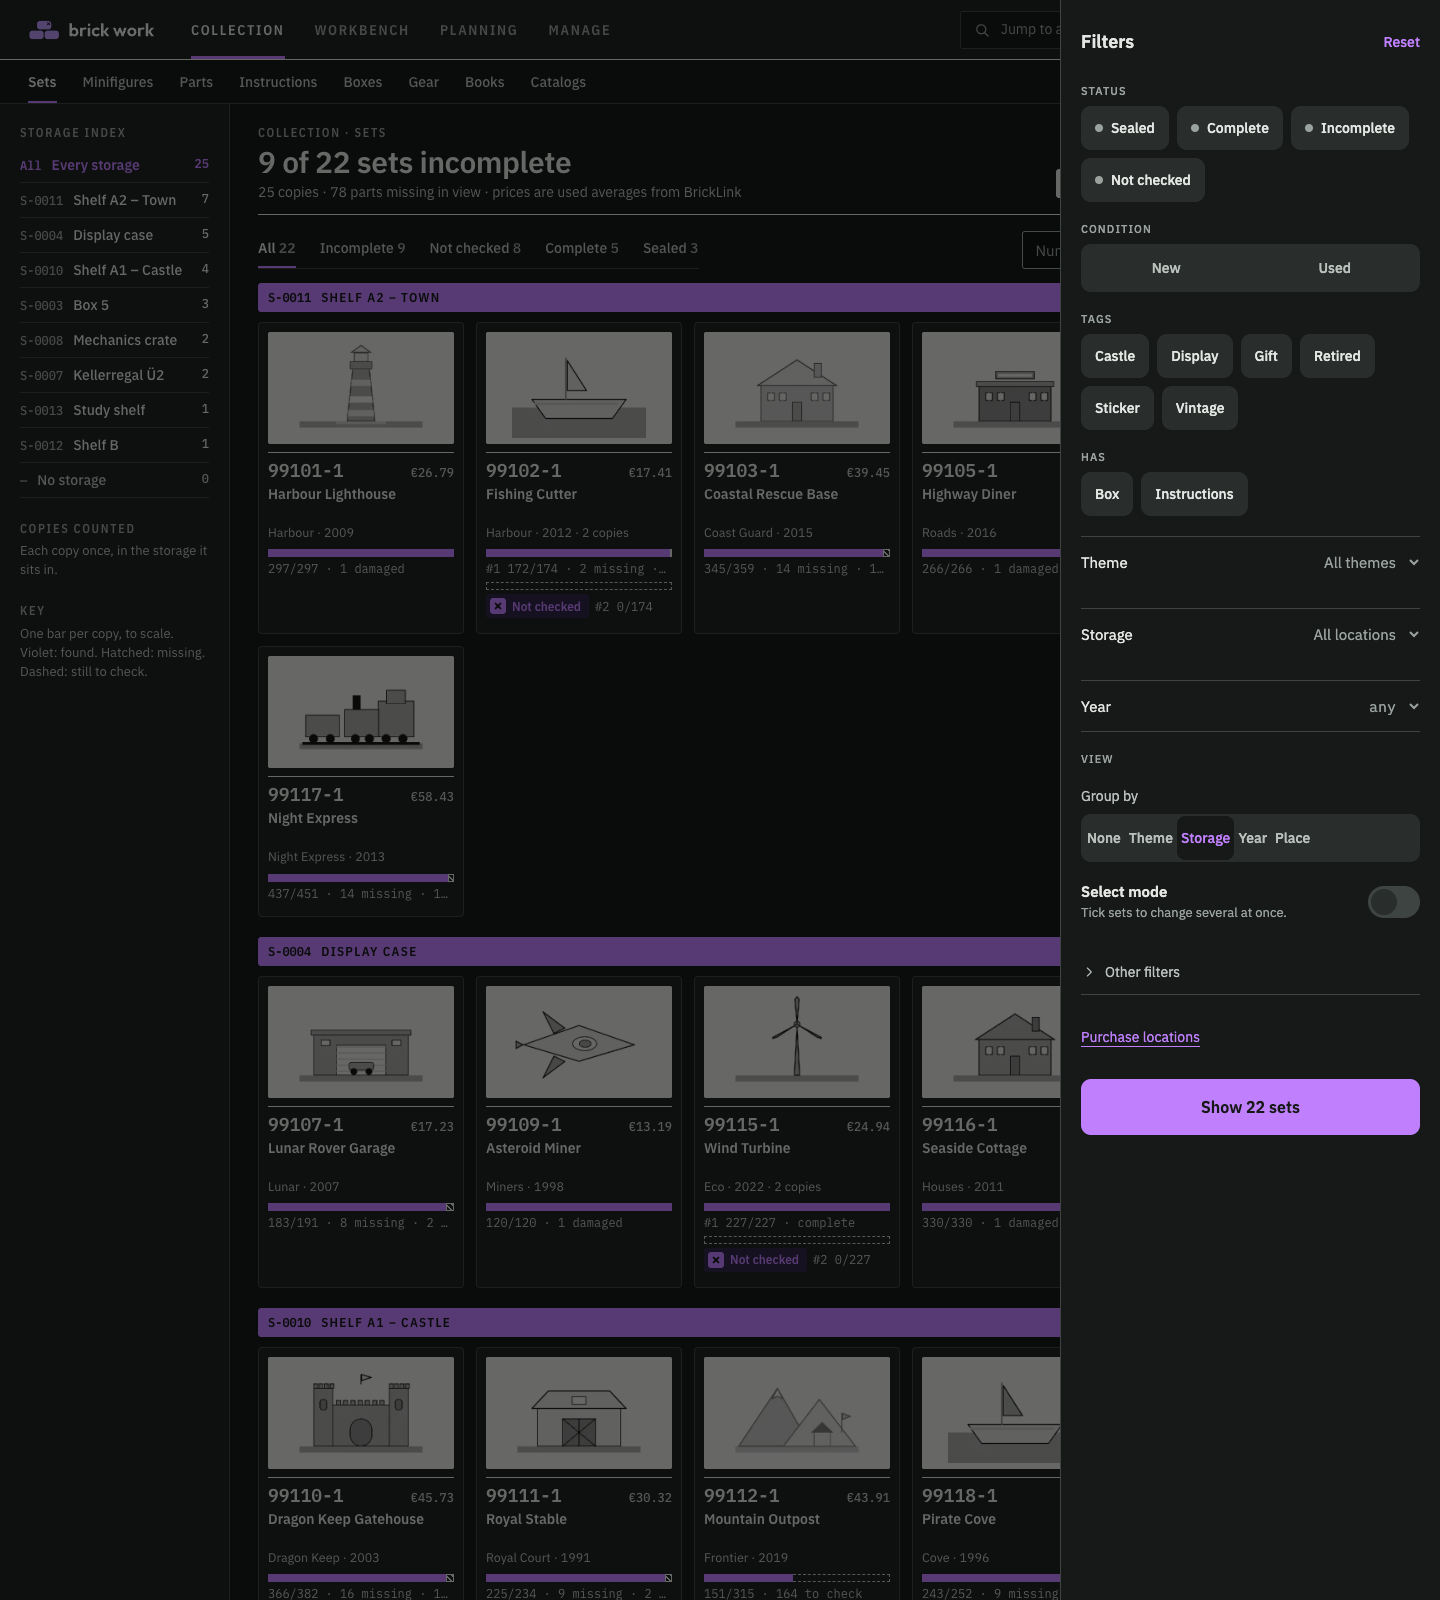 brick work
COLLECTION WORKBENCH PLANNING MANAGE
Jump to a
Sets Minifigures Parts Instructions Boxes Gear Books Catalogs
STORAGE INDEX
All Every storage 25
S-0011 Shelf A2 – Town 7
S-0004 Display case 5
S-0010 Shelf A1 – Castle 4
S-0003 Box 5 3
S-0008 Mechanics crate 2
S-0007 Kellerregal Ü2 2
S-0013 Study shelf 1
S-0012 Shelf B 1
– No storage 0
COPIES COUNTED
Each copy once, in the storage it
sits in.
KEY
One bar per copy, to scale.
Violet: found. Hatched: missing.
Dashed: still to check.
COLLECTION · SETS
9 of 22 sets incomplete
25 copies · 78 parts missing in view · prices are used averages from BrickLink
All 22 Incomplete 9 Not checked 8 Complete 5 Sealed 3
Num
S-0011 SHELF A2 – TOWN
99101-1 €26.79
Harbour Lighthouse
Harbour · 2009
297/297 · 1 damaged
99102-1 €17.41
Fishing Cutter
Harbour · 2012 · 2 copies
#1 172/174 · 2 missing ·…
Not checked #2 0/174
99103-1 €39.45
Coastal Rescue Base
Coast Guard · 2015
345/359 · 14 missing · 1…
99105-1
Highway Diner
Roads · 2016
266/266 · 1 damaged
99117-1 €58.43
Night Express
Night Express · 2013
437/451 · 14 missing · 1…
S-0004 DISPLAY CASE
99107-1 €17.23
Lunar Rover Garage
Lunar · 2007
183/191 · 8 missing · 2 …
99109-1 €13.19
Asteroid Miner
Miners · 1998
120/120 · 1 damaged
99115-1 €24.94
Wind Turbine
Eco · 2022 · 2 copies
#1 227/227 · complete
Not checked #2 0/227
99116-1
Seaside Cottage
Houses · 2011
330/330 · 1 damaged
S-0010 SHELF A1 – CASTLE
99110-1 €45.73
Dragon Keep Gatehouse
Dragon Keep · 2003
366/382 · 16 missing · 1…
99111-1 €30.32
Royal Stable
Royal Court · 1991
225/234 · 9 missing · 2 …
99112-1 €43.91
Mountain Outpost
Frontier · 2019
151/315 · 164 to check
99118-1
Pirate Cove
Cove · 1996
243/252 · 9 missing
Filters Reset
STATUS
Sealed Complete Incomplete
Not checked
CONDITION
New Used
TAGS
Castle Display Gift Retired
Sticker Vintage
HAS
Box Instructions
Theme All themes
Storage All locations
Year any
VIEW
Group by
None Theme Storage Year Place
Select mode
Tick sets to change several at once.
Other filters
Purchase locations
Show 22 sets